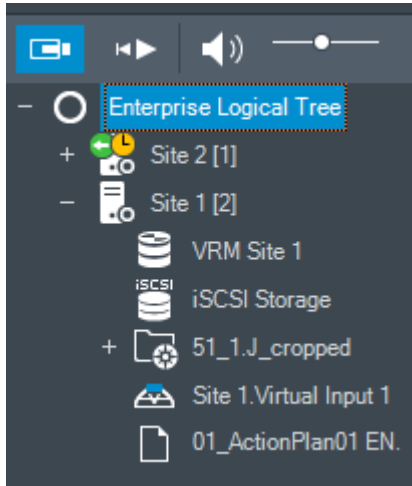 Enterprise Logical Tree
Site 2 [1]
Site 1 [2]
VRM Site 1
iSCSI
iSCSI Storage
51_1.J_cropped
Site 1.Virtual Input 1
01_ActionPlan01 EN.